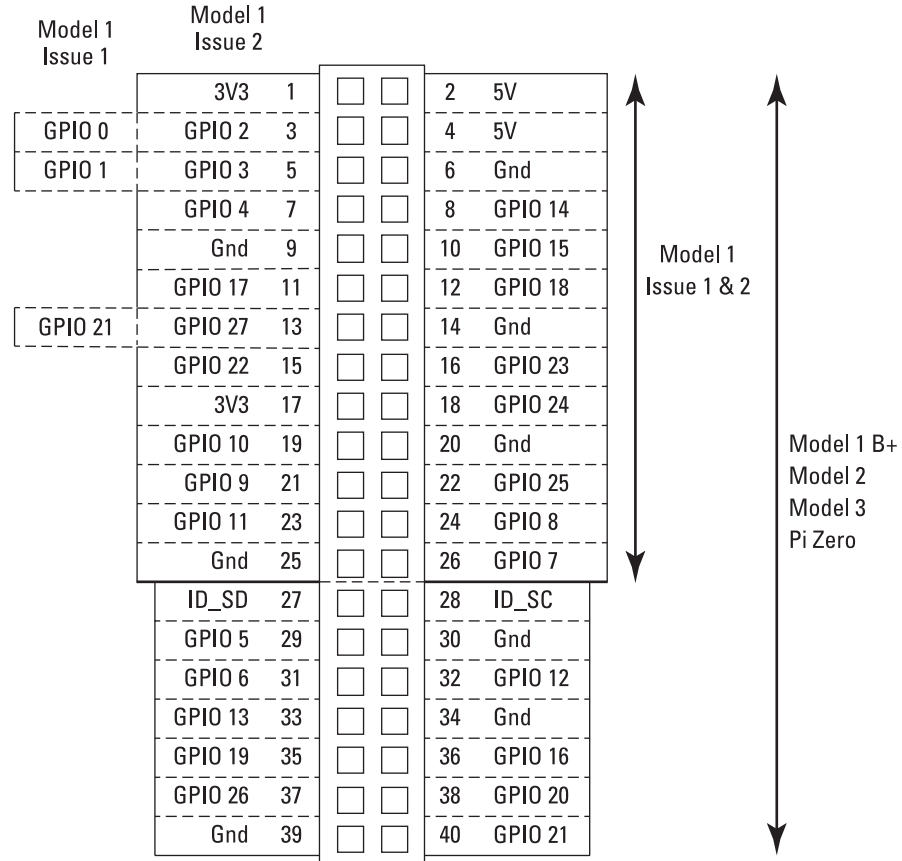 Model 1
Issue 1
Model 1
Issue 2
3V3 1 2 5V
GPIO 0 GPIO 2 3 4 5V
GPIO 1 GPIO 3 5 6 Gnd
GPIO 4 7 8 GPIO 14
Gnd 9 10 GPIO 15
GPIO 17 11 12 GPIO 18
GPIO 21 GPIO 27 13 14 Gnd
GPIO 22 15 16 GPIO 23
3V3 17 18 GPIO 24
GPIO 10 19 20 Gnd
GPIO 9 21 22 GPIO 25
GPIO 11 23 24 GPIO 8
Gnd 25 26 GPIO 7
ID_SD 27 28 ID_SC
GPIO 5 29 30 Gnd
GPIO 6 31 32 GPIO 12
GPIO 13 33 34 Gnd
GPIO 19 35 36 GPIO 16
GPIO 26 37 38 GPIO 20
Gnd 39 40 GPIO 21
Model 1
Issue 1 & 2
Model 1 B+
Model 2
Model 3
Pi Zero